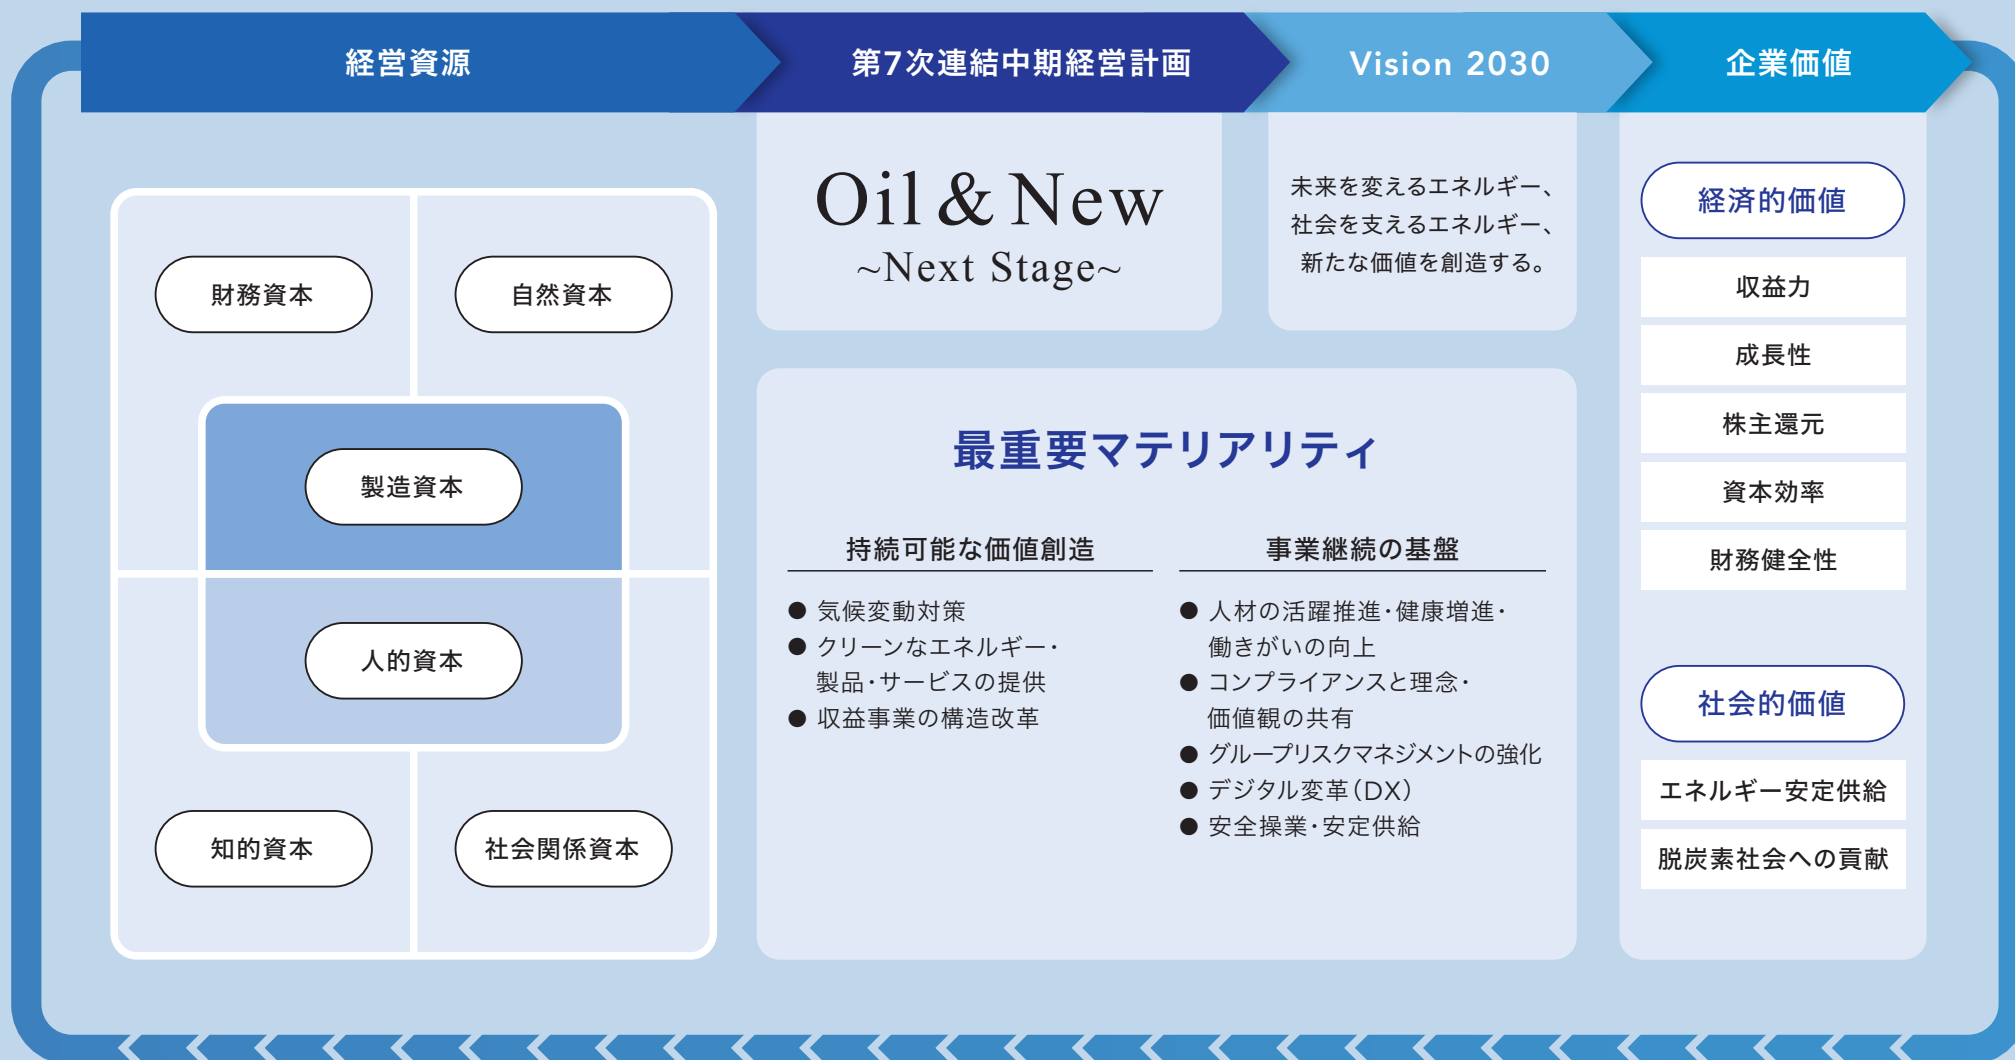 経営資源
第7次連結中期経営計画
Vision 2030
企業価値
財務資本
自然資本
製造資本
人的資本
知的資本
社会関係資本
Oil & New
~Next Stage~
未来を変えるエネルギー、
社会を支えるエネルギー、
新たな価値を創造する。
最重要マテリアリティ
持続可能な価値創造
● 気候変動対策
● クリーンなエネルギー・
製品・サービスの提供
● 収益事業の構造改革
事業継続の基盤
● 人材の活躍推進・健康増進・
働きがいの向上
● コンプライアンスと理念・
価値観の共有
● グループリスクマネジメントの強化
● デジタル変革（DX）
● 安全操業・安定供給
経済的価値
収益力
成長性
株主還元
資本効率
財務健全性
社会的価値
エネルギー安定供給
脱炭素社会への貢献